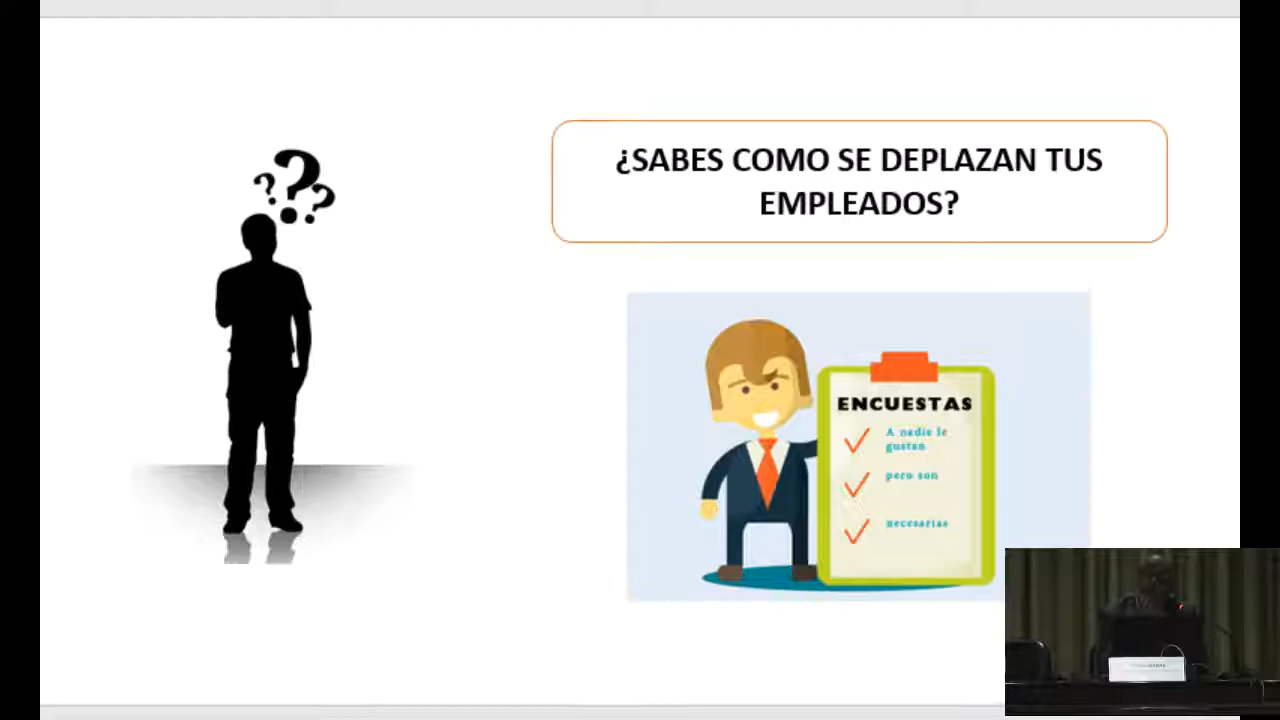 ???
¿SABES COMO SE DEPLAZAN TUS
EMPLEADOS?
ENCUESTAS
A nadie le
gustan
pero son
necesarias